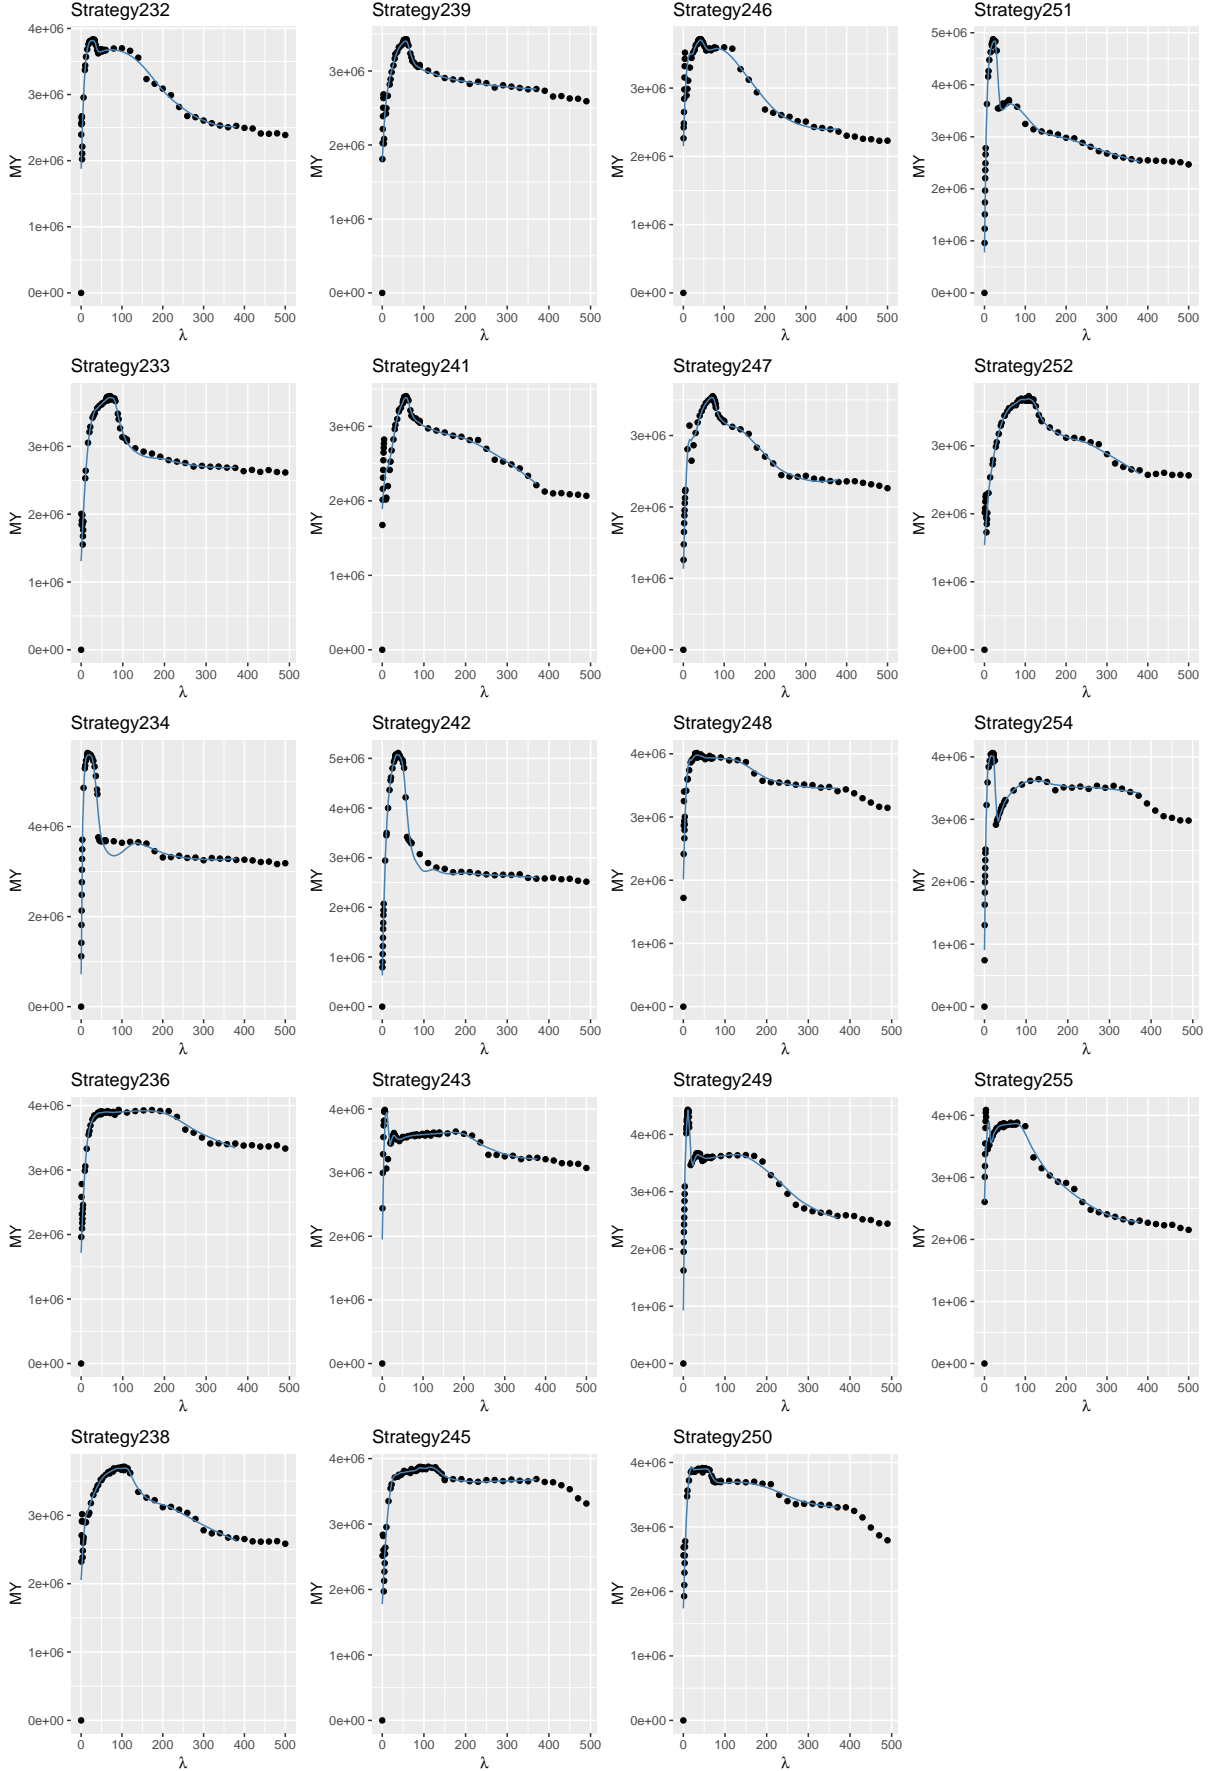 Strategy232 Strategy239 Strategy246 Strategy251
4e+06 3e+06 2e+06 1e+06 0e+00 MY 0 100 200 300 400 500 λ
3e+06 2e+06 1e+06 0e+00 MY 0 100 200 300 400 500 λ
3e+06 2e+06 1e+06 0e+00 MY 0 100 200 300 400 500 λ
5e+06 4e+06 3e+06 2e+06 1e+06 0e+00 MY 0 100 200 300 400 500 λ
Strategy233 Strategy241 Strategy247 Strategy252
3e+06 2e+06 1e+06 0e+00 MY 0 100 200 300 400 500 λ
3e+06 2e+06 1e+06 0e+00 MY 0 100 200 300 400 500 λ
3e+06 2e+06 1e+06 0e+00 MY 0 100 200 300 400 500 λ
3e+06 2e+06 1e+06 0e+00 MY 0 100 200 300 400 500 λ
Strategy234 Strategy242 Strategy248 Strategy254
4e+06 2e+06 0e+00 MY 0 100 200 300 400 500 λ
5e+06 4e+06 3e+06 2e+06 1e+06 0e+00 MY 0 100 200 300 400 500 λ
4e+06 3e+06 2e+06 1e+06 0e+00 MY 0 100 200 300 400 500 λ
4e+06 3e+06 2e+06 1e+06 0e+00 MY 0 100 200 300 400 500 λ
Strategy236 Strategy243 Strategy249 Strategy255
4e+06 3e+06 2e+06 1e+06 0e+00 MY 0 100 200 300 400 500 λ
4e+06 3e+06 2e+06 1e+06 0e+00 MY 0 100 200 300 400 500 λ
4e+06 3e+06 2e+06 1e+06 0e+00 MY 0 100 200 300 400 500 λ
4e+06 3e+06 2e+06 1e+06 0e+00 MY 0 100 200 300 400 500 λ
Strategy238 Strategy245 Strategy250
3e+06 2e+06 1e+06 0e+00 MY 0 100 200 300 400 500 λ
4e+06 3e+06 2e+06 1e+06 0e+00 MY 0 100 200 300 400 500 λ
4e+06 3e+06 2e+06 1e+06 0e+00 MY 0 100 200 300 400 500 λ